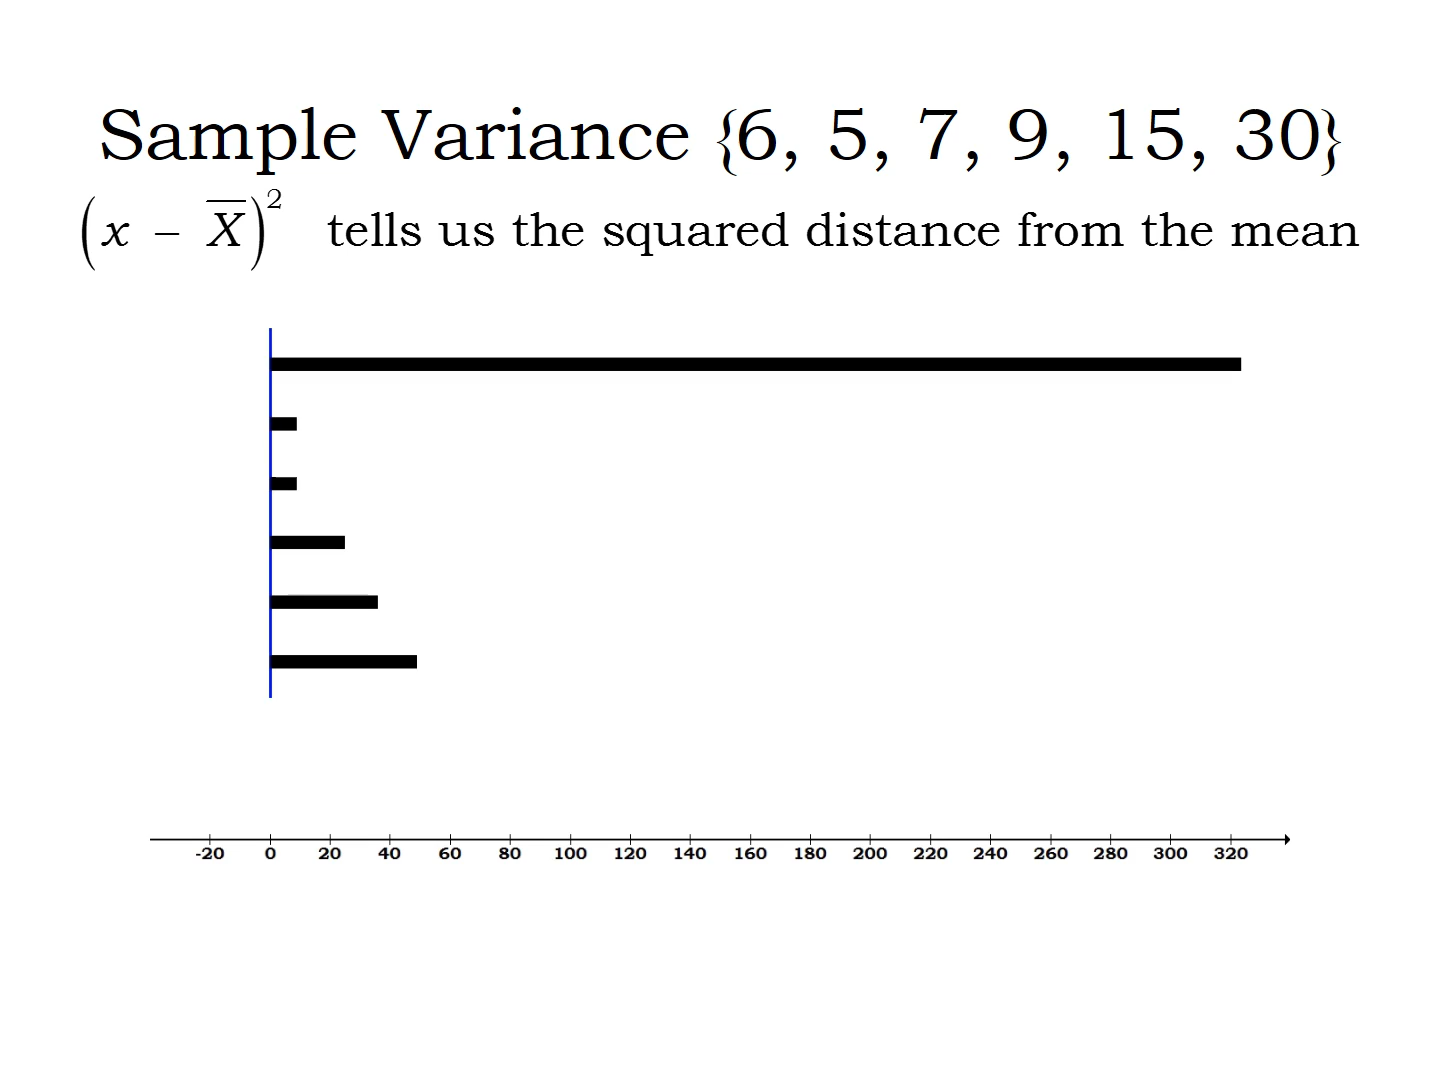 Sample Variance {6, 5, 7, 9, 15, 30}
(x – X̅)² tells us the squared distance from the mean
-20 0 20 40 60 80 100 120 140 160 180 200 220 240 260 280 300 320